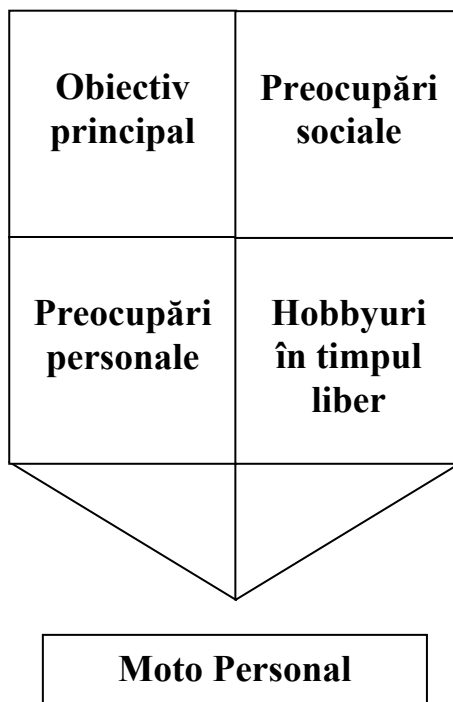 Obiectiv
principal
Preocupări
sociale
Preocupări
personale
Hobbyuri
în timpul
liber
Moto Personal